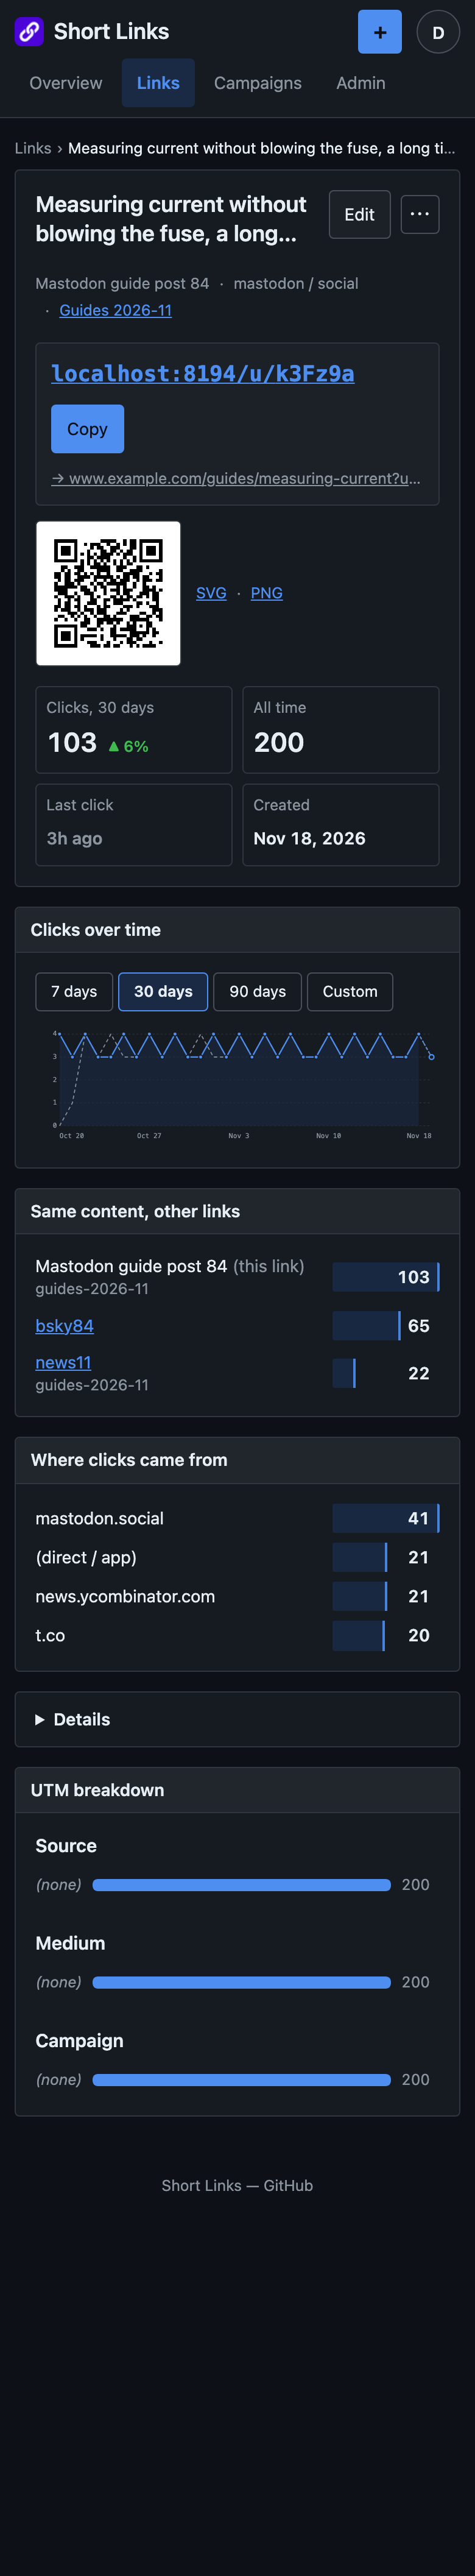 Short Links
+
D
Overview
Links
Campaigns
Admin
Links › Measuring current without blowing the fuse, a long ti...
Measuring current without
blowing the fuse, a long...
Edit
...
Mastodon guide post 84 · mastodon / social
· Guides 2026-11
localhost:8194/u/k3Fz9a
Copy
→ www.example.com/guides/measuring-current?u...
SVG · PNG
Clicks, 30 days
103 ▲ 6%
All time
200
Last click
3h ago
Created
Nov 18, 2026
Clicks over time
7 days
30 days
90 days
Custom
4
3
2
1
0
Oct 20
Oct 27
Nov 3
Nov 10
Nov 18
Same content, other links
Mastodon guide post 84 (this link)
guides-2026-11
103
bsky84
65
news11
guides-2026-11
22
Where clicks came from
mastodon.social
41
(direct / app)
21
news.ycombinator.com
21
t.co
20
▶ Details
UTM breakdown
Source
(none)
200
Medium
(none)
200
Campaign
(none)
200
Short Links — GitHub